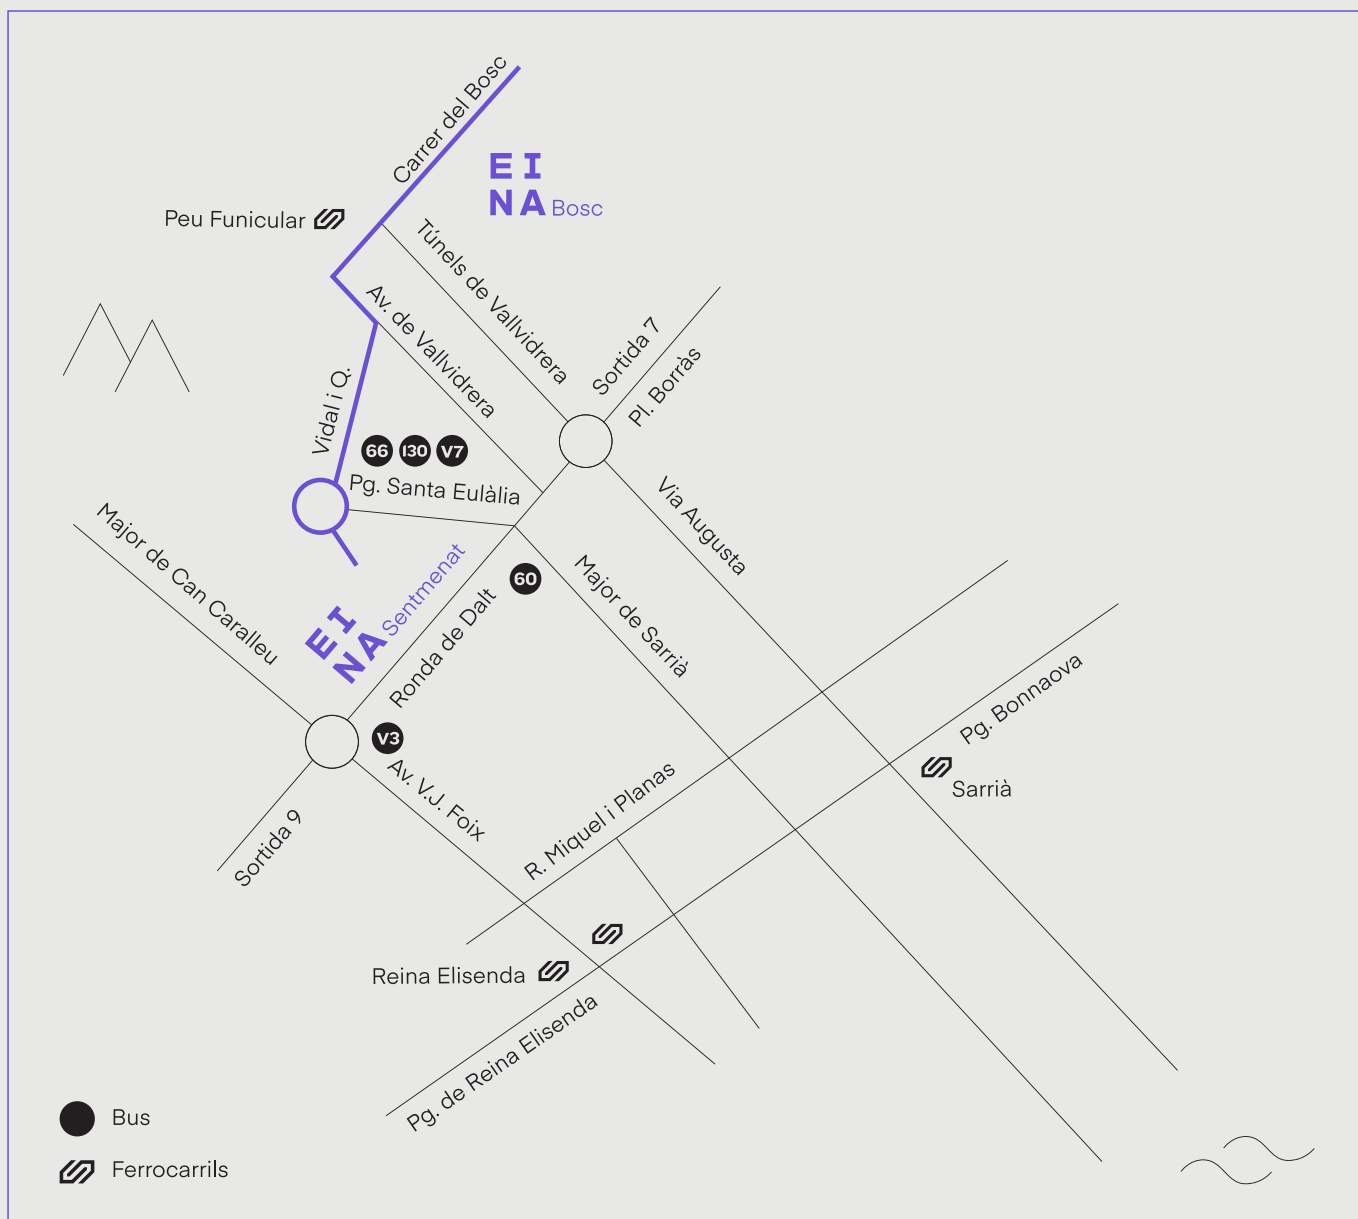 Carrer del Bosc
EI
NA Bosc
Peu Funicular
Túnels de Vallvidrera
Av. de Vallvidrera
Sortida 7
Pl. Borràs
Vidal i Q.
66 130 V7
Pg. Santa Eulàlia
Via Augusta
Major de Can Caralleu
EI
NA Sentmenat
60
Ronda de Dalt
Major de Sarrià
Pg. Bonnaova
V3
Av. V.J. Foix
Sarrià
R. Miquel i Planas
Sortida 9
Reina Elisenda
Pg. de Reina Elisenda
Bus
Ferrocarrils